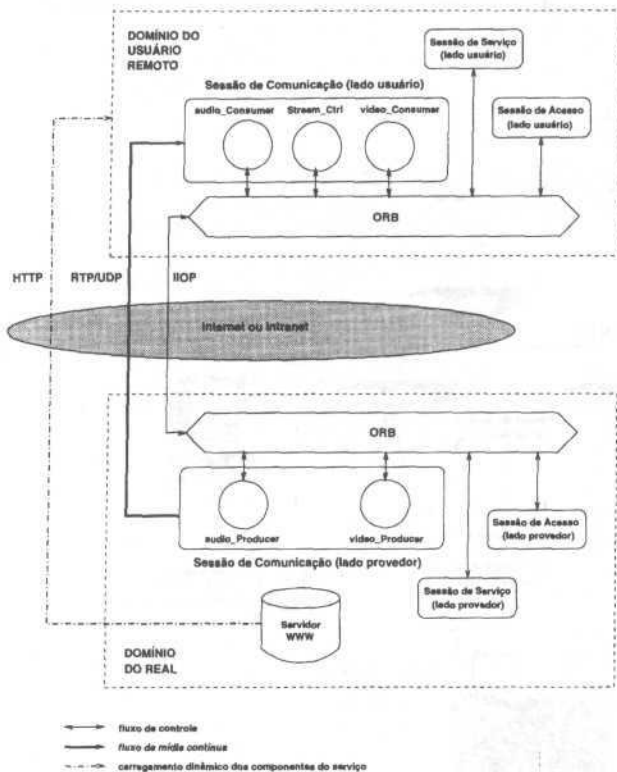 DOMÍNIO DO
USUÁRIO
REMOTO
Sessão de Serviço
(lado usuário)
Sessão de Comunicação (lado usuário)
audio_Consumer Stream_Ctrl video_Consumer
Sessão de Acesso
(lado usuário)
ORB
HTTP RTP/UDP IIOP
Internet ou Intranet
ORB
audio_Producer video_Producer
Sessão de Acesso
(lado provedor)
Sessão de Comunicação (lado provedor)
Sessão de Serviço
(lado provedor)
Servidor
WWW
DOMÍNIO
DO REAL
fluxo de controle
fluxo de mídia contínua
carregamento dinâmico dos componentes do serviço